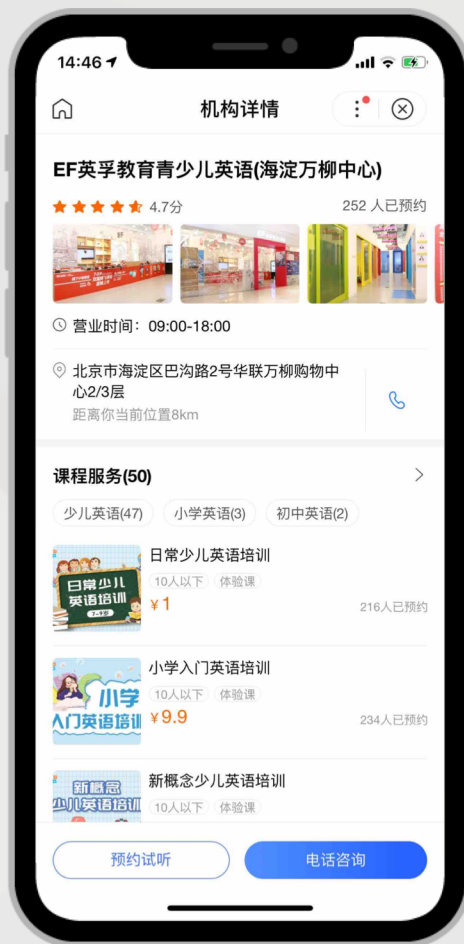 14:46
机构详情
EF英孚教育青少儿英语(海淀万柳中心)
4.7分
252 人已预约
营业时间：09:00-18:00
北京市海淀区巴沟路2号华联万柳购物中
心2/3层
距离你当前位置8km
课程服务(50)
少儿英语(47)
小学英语(3)
初中英语(2)
日常少儿
英语培训
7-9岁
日常少儿英语培训
10人以下
体验课
¥1
216人已预约
小学
入门英语培训
小学入门英语培训
10人以下
体验课
¥9.9
234人已预约
新概念
少儿英语培训
新概念少儿英语培训
10人以下
体验课
预约试听
电话咨询